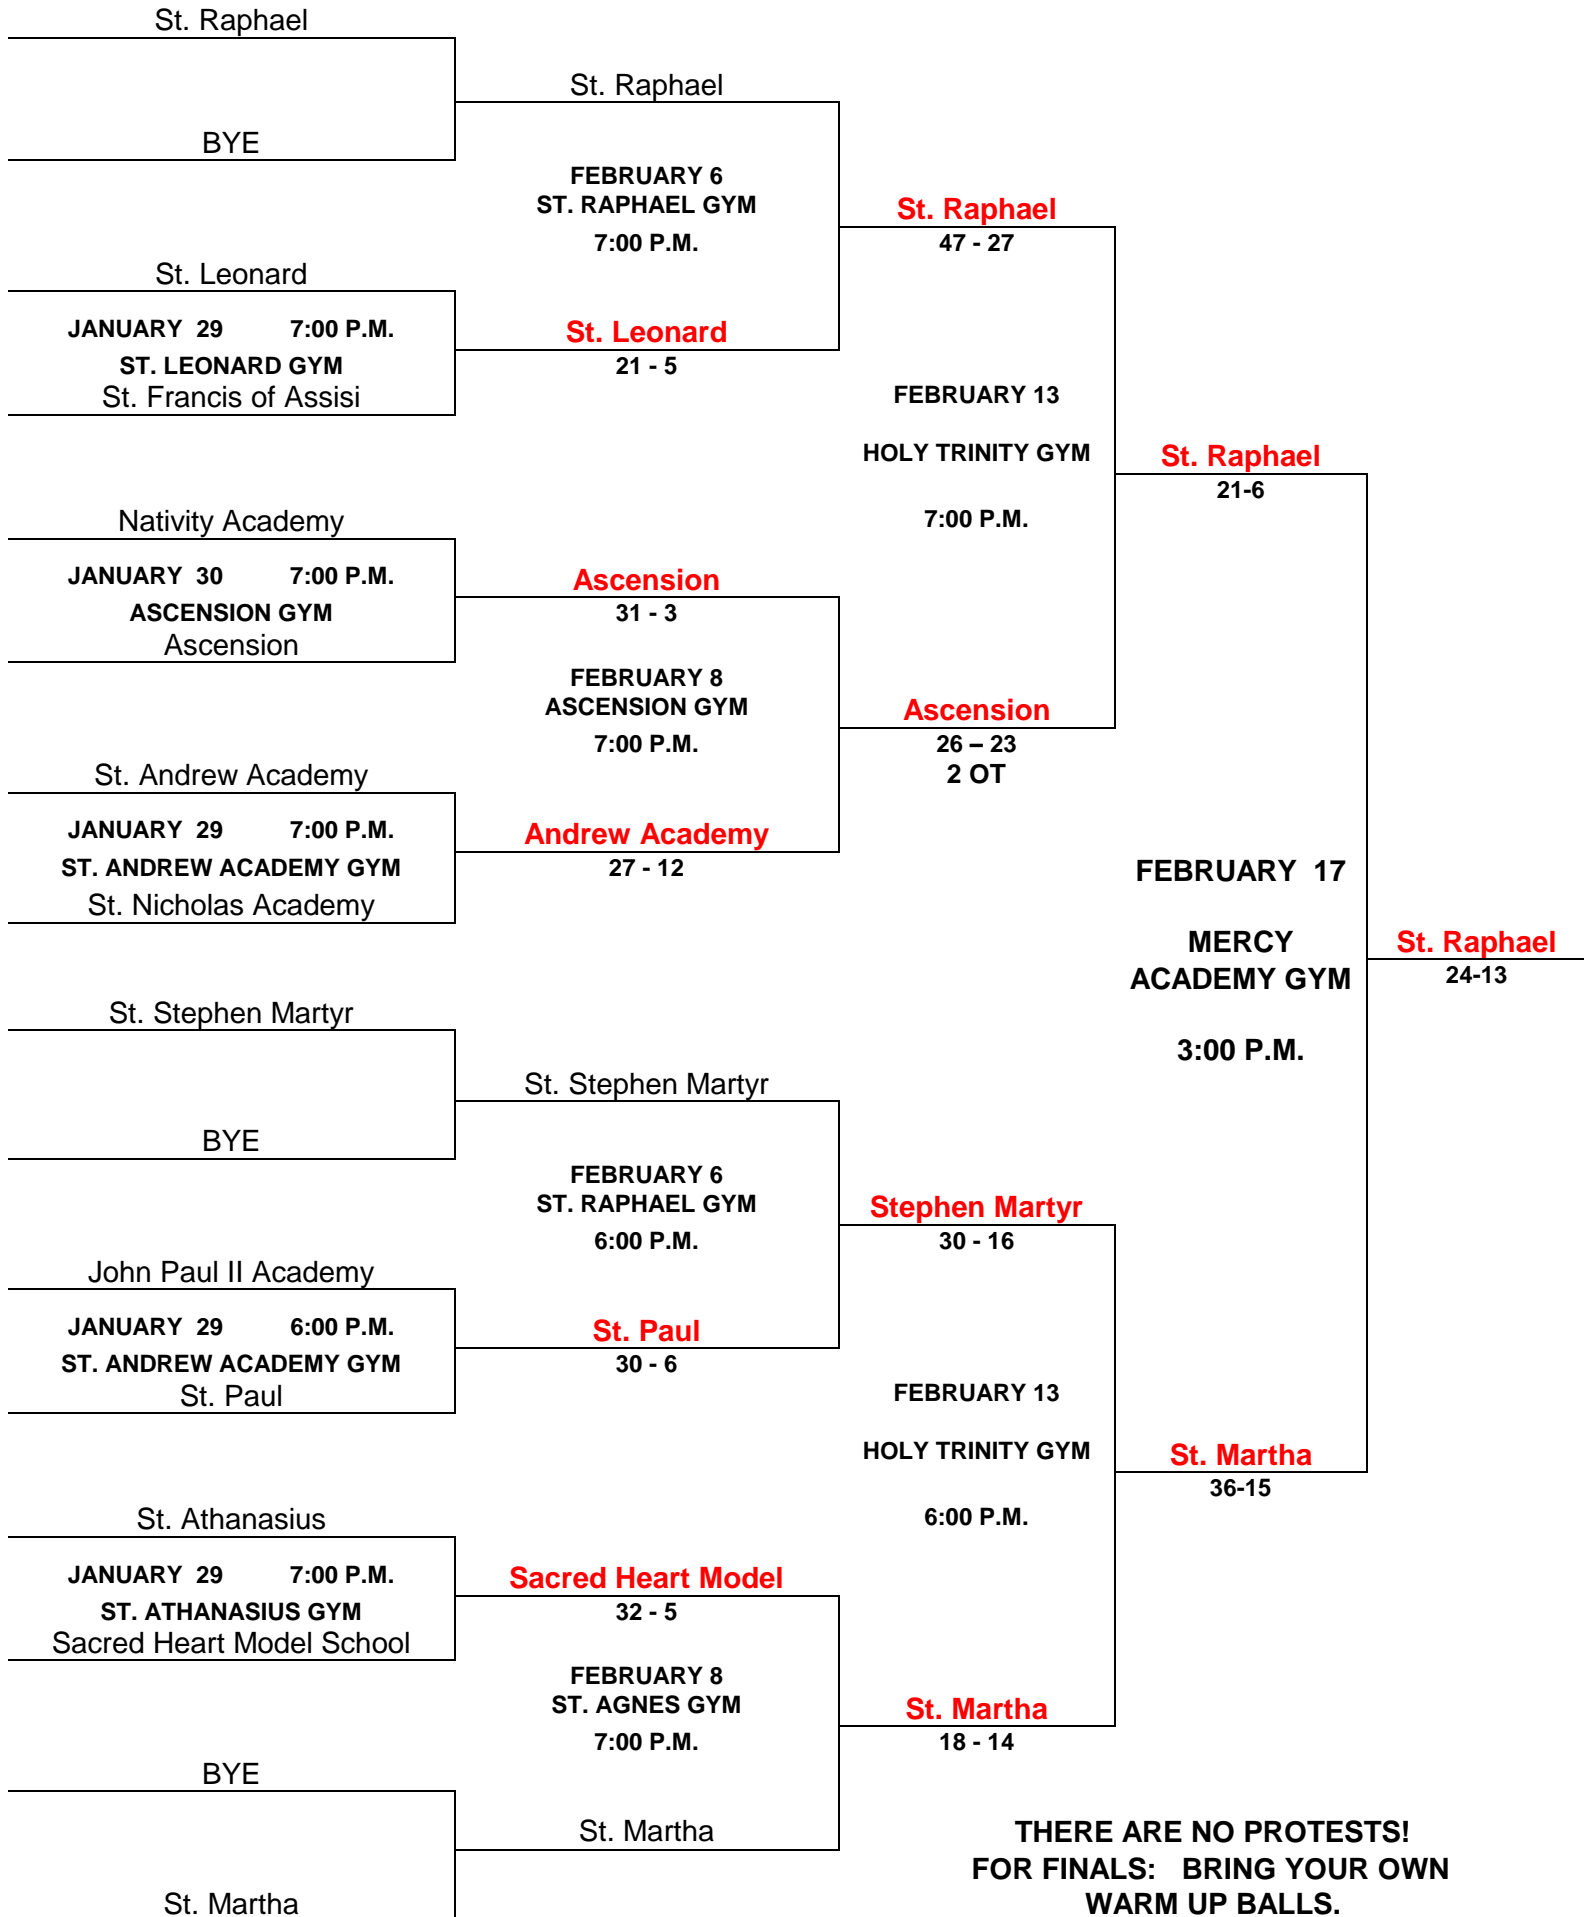 St. Raphael
St. Raphael
BYE
FEBRUARY 6
ST. RAPHAEL GYM
7:00 P.M.
St. Raphael
47 - 27
St. Leonard
JANUARY 29 7:00 P.M.
ST. LEONARD GYM
St. Francis of Assisi
St. Leonard
21 - 5
FEBRUARY 13
HOLY TRINITY GYM
7:00 P.M.
St. Raphael
21-6
Nativity Academy
JANUARY 30 7:00 P.M.
ASCENSION GYM
Ascension
Ascension
31 - 3
FEBRUARY 8
ASCENSION GYM
7:00 P.M.
Ascension
26 – 23
2 OT
St. Andrew Academy
JANUARY 29 7:00 P.M.
ST. ANDREW ACADEMY GYM
St. Nicholas Academy
Andrew Academy
27 - 12
FEBRUARY 17
MERCY
ACADEMY GYM
3:00 P.M.
St. Raphael
24-13
St. Stephen Martyr
St. Stephen Martyr
BYE
FEBRUARY 6
ST. RAPHAEL GYM
6:00 P.M.
Stephen Martyr
30 - 16
John Paul II Academy
JANUARY 29 6:00 P.M.
ST. ANDREW ACADEMY GYM
St. Paul
St. Paul
30 - 6
FEBRUARY 13
HOLY TRINITY GYM
6:00 P.M.
St. Martha
36-15
St. Athanasius
JANUARY 29 7:00 P.M.
ST. ATHANASIUS GYM
Sacred Heart Model School
Sacred Heart Model
32 - 5
FEBRUARY 8
ST. AGNES GYM
7:00 P.M.
St. Martha
18 - 14
BYE
St. Martha
St. Martha
THERE ARE NO PROTESTS!
FOR FINALS: BRING YOUR OWN
WARM UP BALLS.